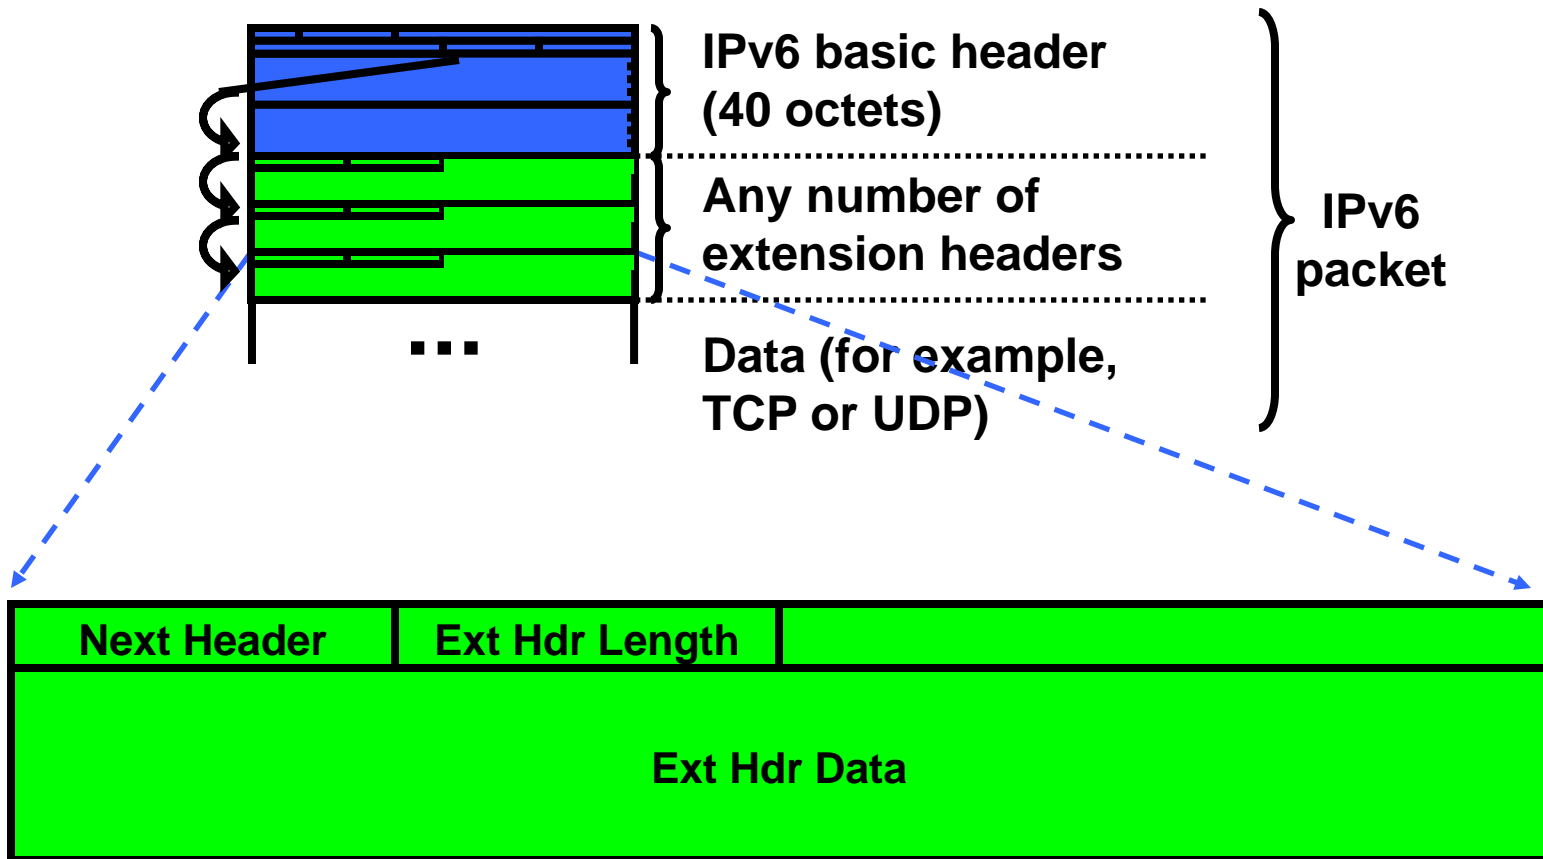 IPv6 basic header
(40 octets)
Any number of
extension headers
IPv6
packet
...
Data (for example,
TCP or UDP)
Next Header
Ext Hdr Length
Ext Hdr Data